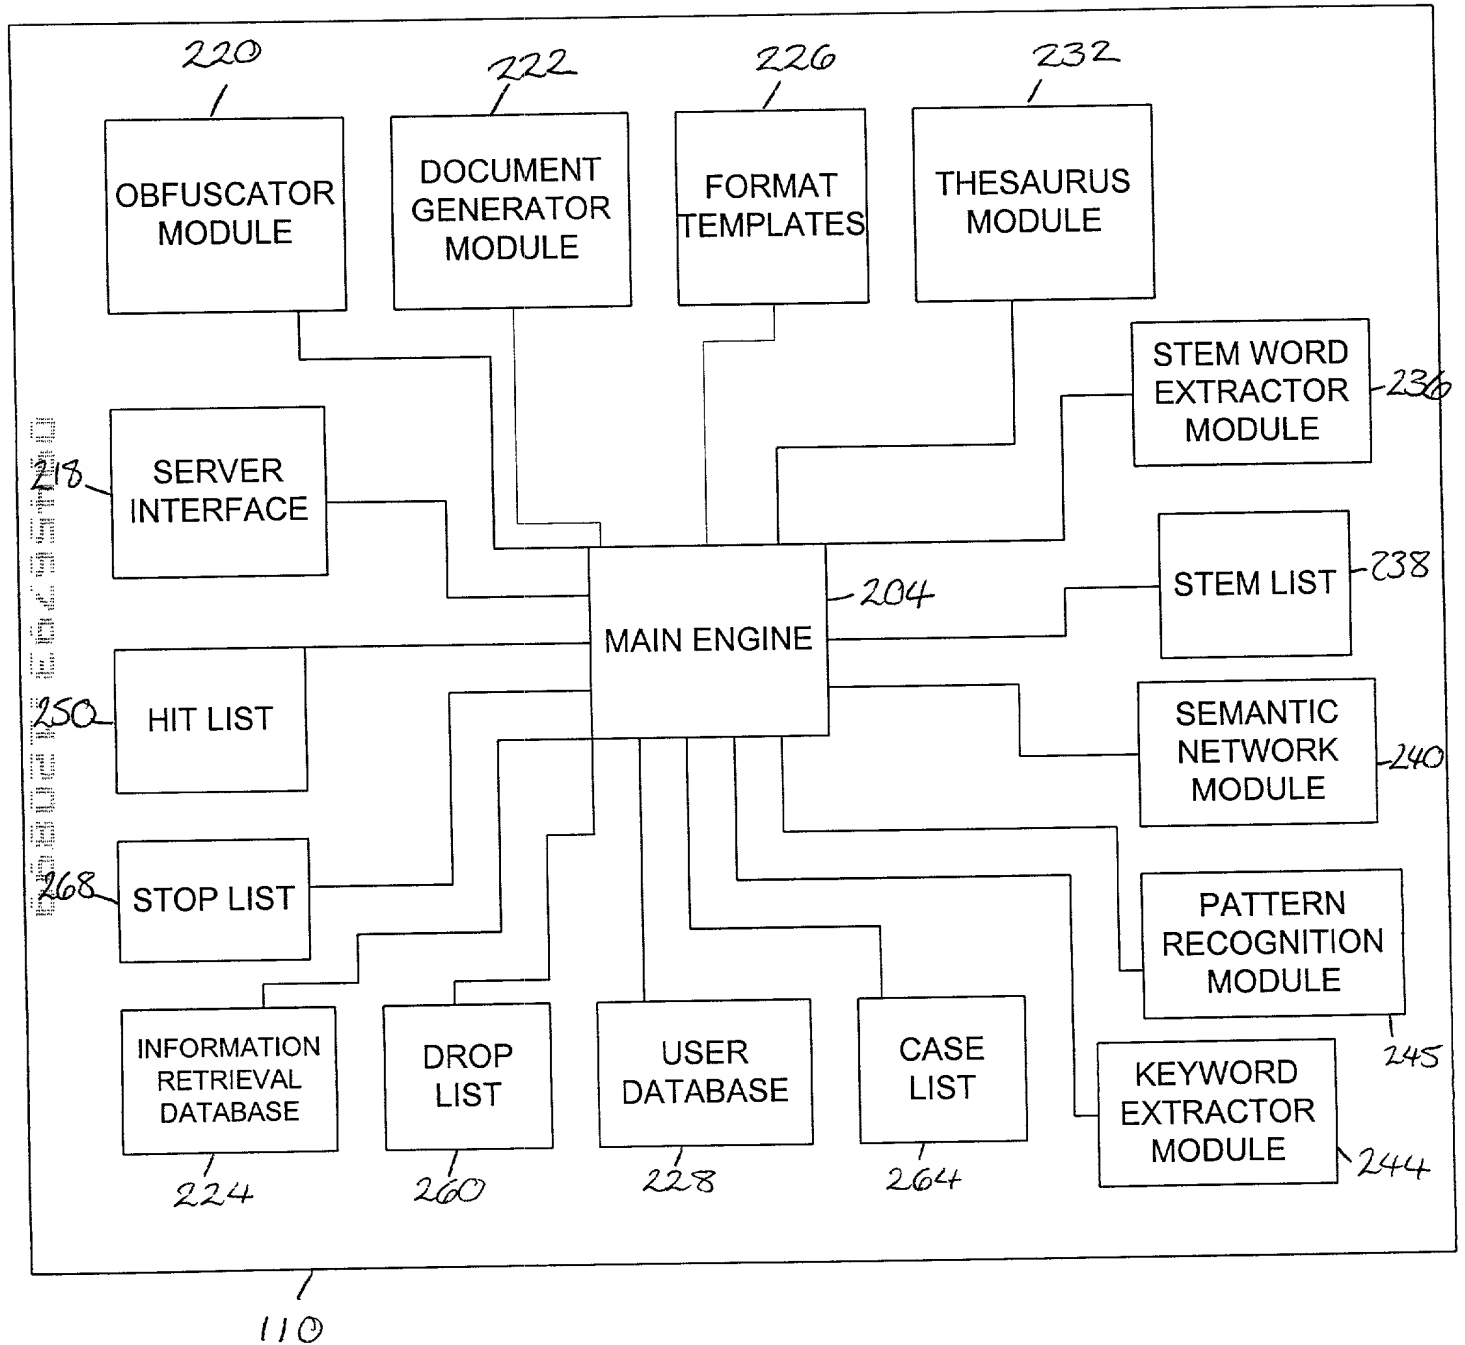 220
222
226
232
OBFUSCATOR
MODULE
DOCUMENT
GENERATOR
MODULE
FORMAT
TEMPLATES
THESAURUS
MODULE
STEM WORD
EXTRACTOR
MODULE
236
218
SERVER
INTERFACE
204
MAIN ENGINE
STEM LIST
238
250
HIT LIST
SEMANTIC
NETWORK
MODULE
240
268
STOP LIST
PATTERN
RECOGNITION
MODULE
245
INFORMATION
RETRIEVAL
DATABASE
224
DROP
LIST
260
USER
DATABASE
228
CASE
LIST
264
KEYWORD
EXTRACTOR
MODULE
244
110